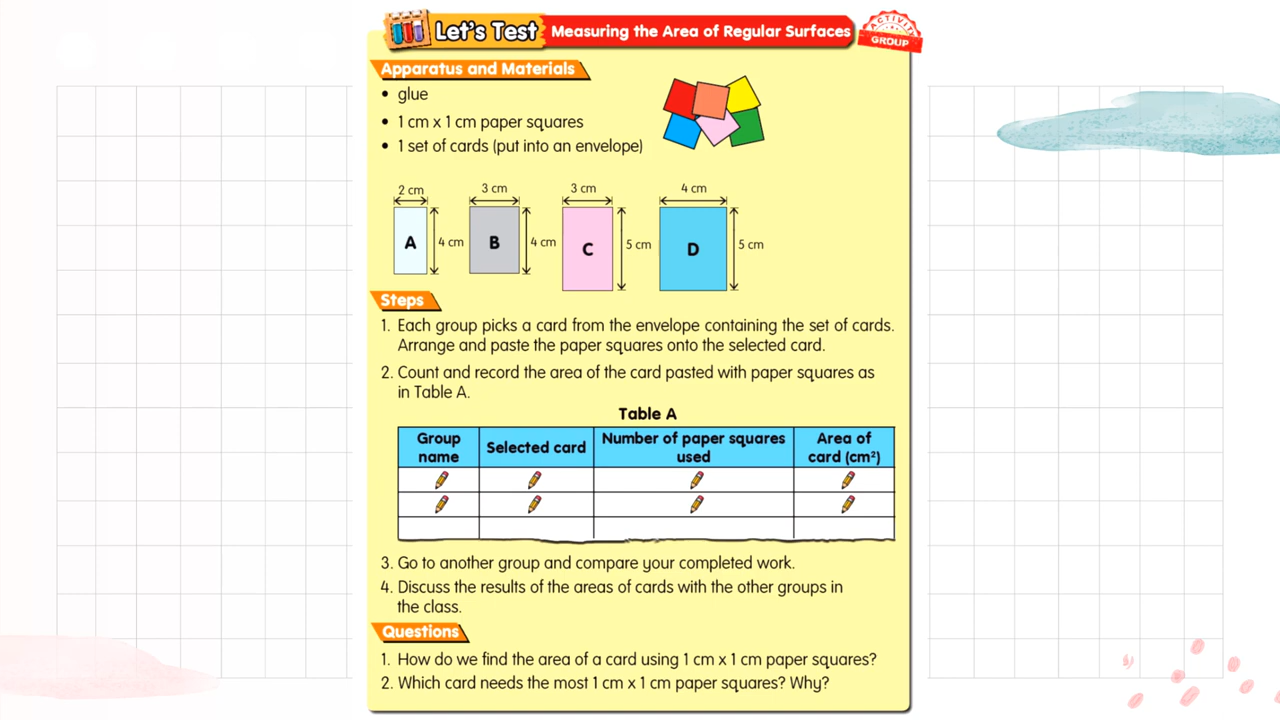 Let's Test Measuring the Area of Regular Surfaces
ACTIVITY
GROUP
Apparatus and Materials
• glue
• 1 cm x 1 cm paper squares
• 1 set of cards (put into an envelope)
2 cm 3 cm 3 cm 4 cm
A 4 cm B 4 cm C 5 cm D 5 cm
Steps
1. Each group picks a card from the envelope containing the set of cards.
Arrange and paste the paper squares onto the selected card.
2. Count and record the area of the card pasted with paper squares as
in Table A.
Table A
Group name Selected card Number of paper squares used Area of card (cm²)
3. Go to another group and compare your completed work.
4. Discuss the results of the areas of cards with the other groups in
the class.
Questions
1. How do we find the area of a card using 1 cm x 1 cm paper squares?
2. Which card needs the most 1 cm x 1 cm paper squares? Why?